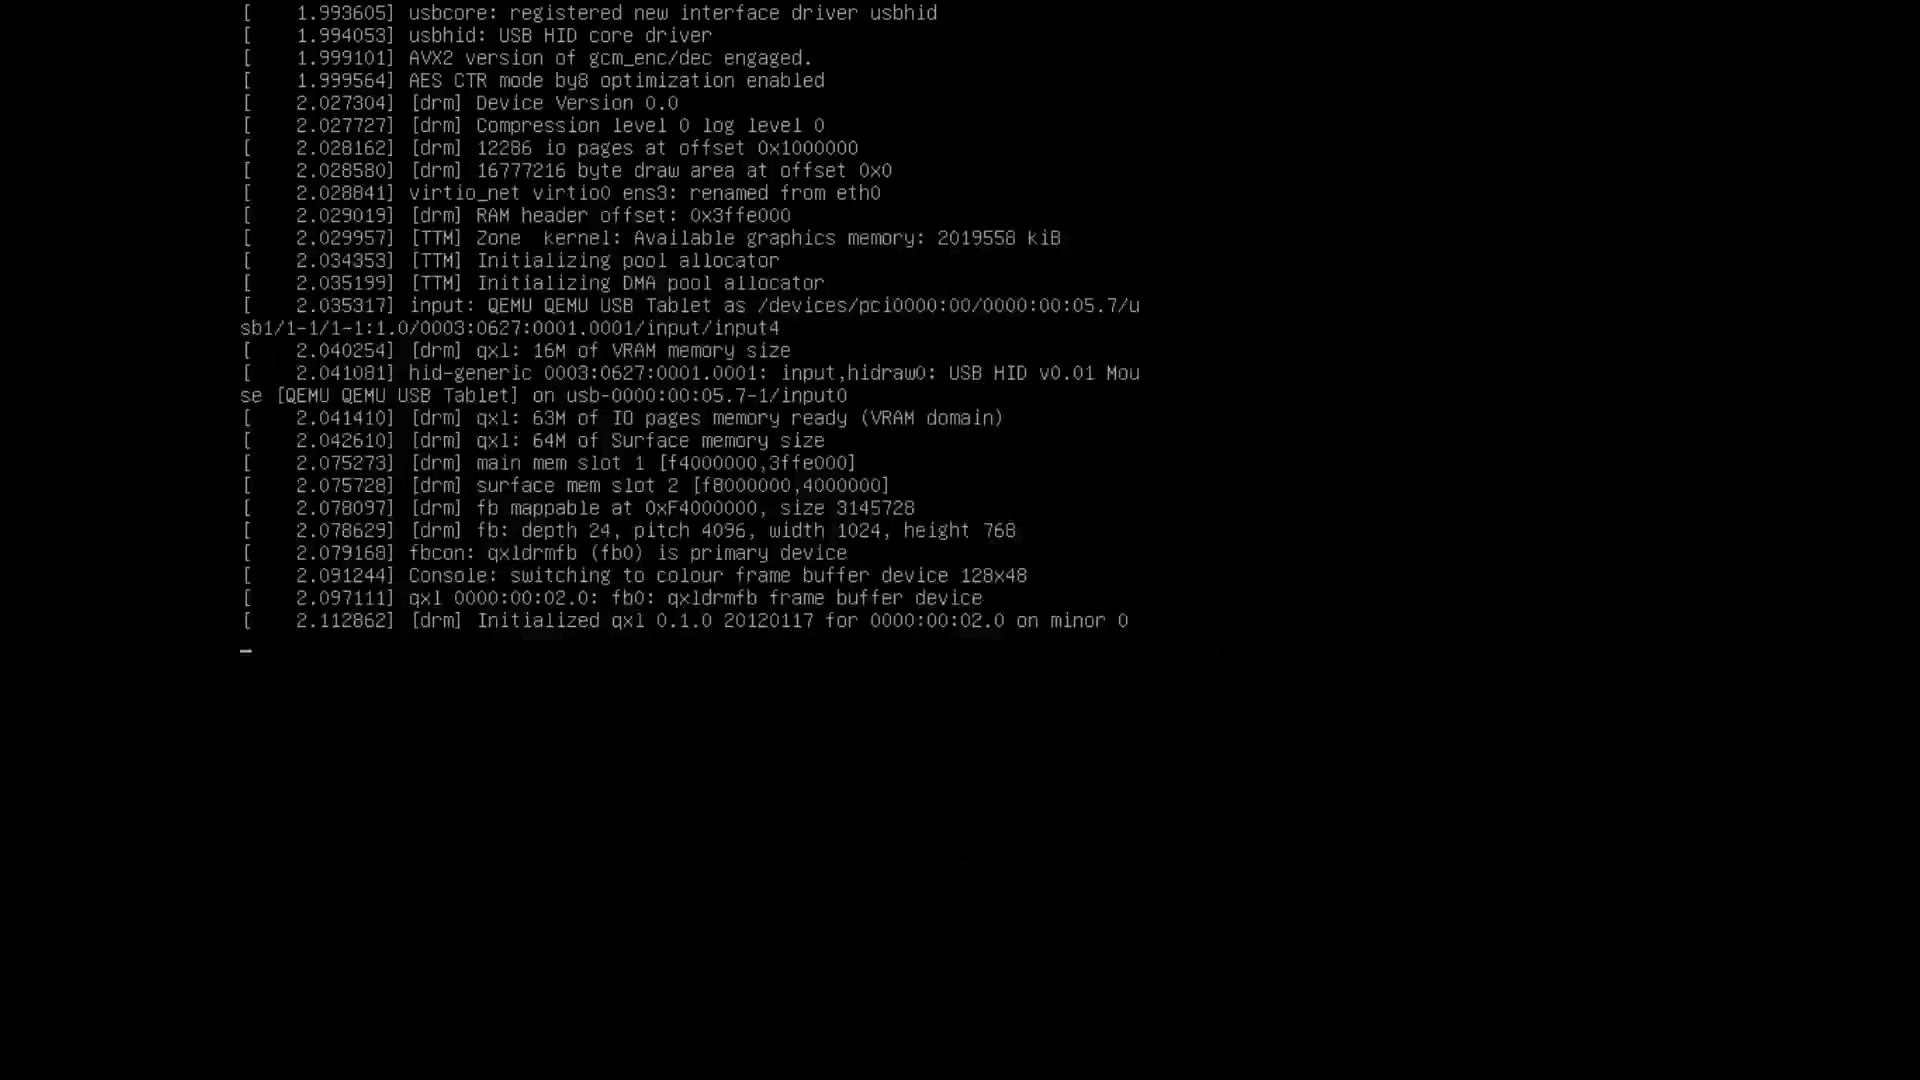 [    1.993605] usbcore: registered new interface driver usbhid
[    1.994053] usbhid: USB HID core driver
[    1.999101] AVX2 version of gcm_enc/dec engaged.
[    1.999564] AES CTR mode by8 optimization enabled
[    2.027304] [drm] Device Version 0.0
[    2.027727] [drm] Compression level 0 log level 0
[    2.028162] [drm] 12286 io pages at offset 0x1000000
[    2.028580] [drm] 16777216 byte draw area at offset 0x0
[    2.028841] virtio_net virtio0 ens3: renamed from eth0
[    2.029019] [drm] RAM header offset: 0x3ffe000
[    2.029957] [TTM] Zone  kernel: Available graphics memory: 2019558 kiB
[    2.034353] [TTM] Initializing pool allocator
[    2.035199] [TTM] Initializing DMA pool allocator
[    2.035317] input: QEMU QEMU USB Tablet as /devices/pci0000:00/0000:00:05.7/u
sb1/1-1/1-1:1.0/0003:0627:0001.0001/input/input4
[    2.040254] [drm] qxl: 16M of VRAM memory size
[    2.041081] hid-generic 0003:0627:0001.0001: input,hidraw0: USB HID v0.01 Mou
se [QEMU QEMU USB Tablet] on usb-0000:00:05.7-1/input0
[    2.041410] [drm] qxl: 63M of IO pages memory ready (VRAM domain)
[    2.042610] [drm] qxl: 64M of Surface memory size
[    2.075273] [drm] main mem slot 1 [f4000000,3ffe000]
[    2.075728] [drm] surface mem slot 2 [f8000000,4000000]
[    2.078097] [drm] fb mappable at 0xF4000000, size 3145728
[    2.078629] [drm] fb: depth 24, pitch 4096, width 1024, height 768
[    2.079168] fbcon: qxldrmfb (fb0) is primary device
[    2.091244] Console: switching to colour frame buffer device 128x48
[    2.097111] qxl 0000:00:02.0: fb0: qxldrmfb frame buffer device
[    2.112862] [drm] Initialized qxl 0.1.0 20120117 for 0000:00:02.0 on minor 0